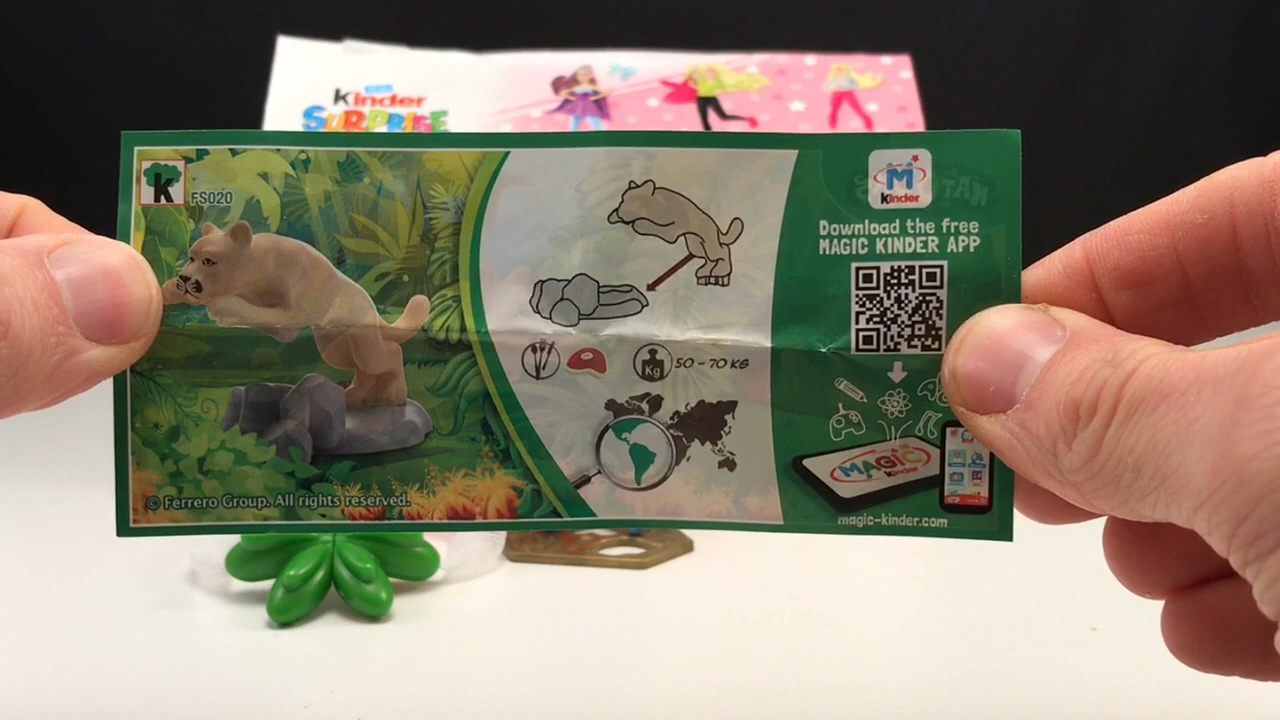 Kinder
SURPRISE
K
FS020
© Ferrero Group. All rights reserved.
Kg 50 - 70 KG
M
Kinder
Download the free
MAGIC KINDER APP
MAGIC
Kinder
magic-kinder.com